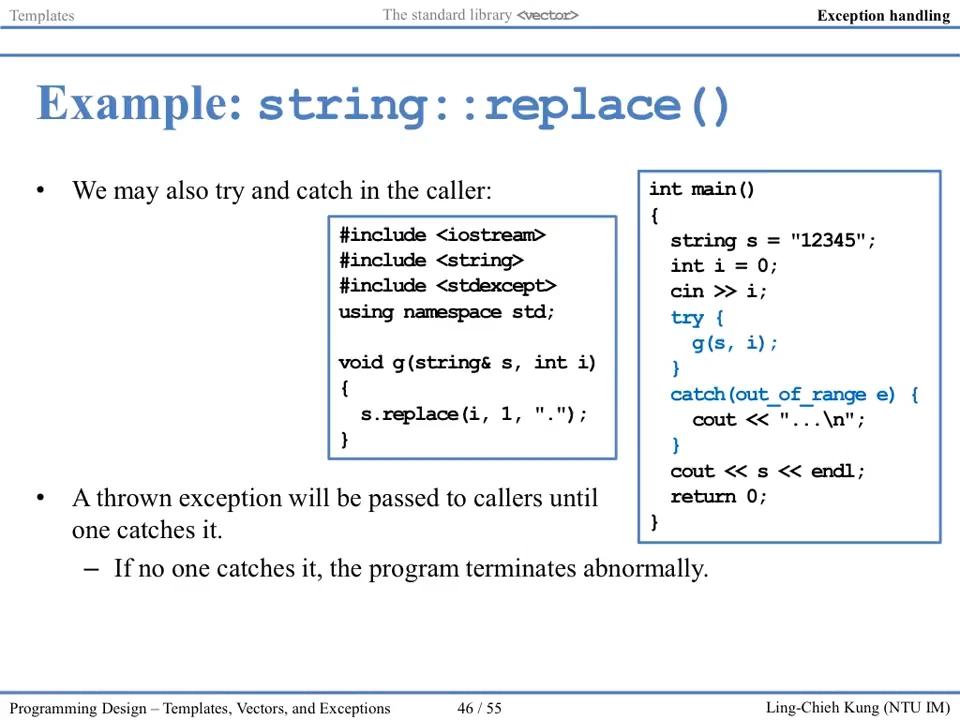 Templates
The standard library <vector>
Exception handling
Example: string::replace()
• We may also try and catch in the caller:
#include <iostream>
#include <string>
#include <stdexcept>
using namespace std;

void g(string& s, int i)
{
  s.replace(i, 1, ".");
}
int main()
{
  string s = "12345";
  int i = 0;
  cin >> i;
  try {
    g(s, i);
  }
  catch(out_of_range e) {
    cout << "...\n";
  }
  cout << s << endl;
  return 0;
}
• A thrown exception will be passed to callers until
one catches it.
– If no one catches it, the program terminates abnormally.
Programming Design – Templates, Vectors, and Exceptions
46 / 55
Ling-Chieh Kung (NTU IM)